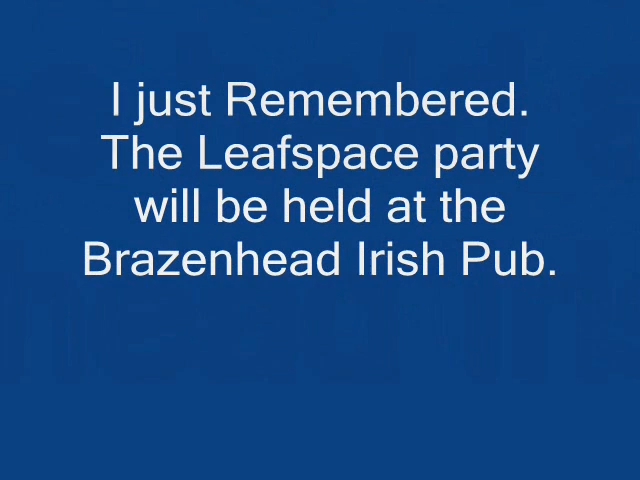 I just Remembered.
The Leafspace party
will be held at the
Brazenhead Irish Pub.